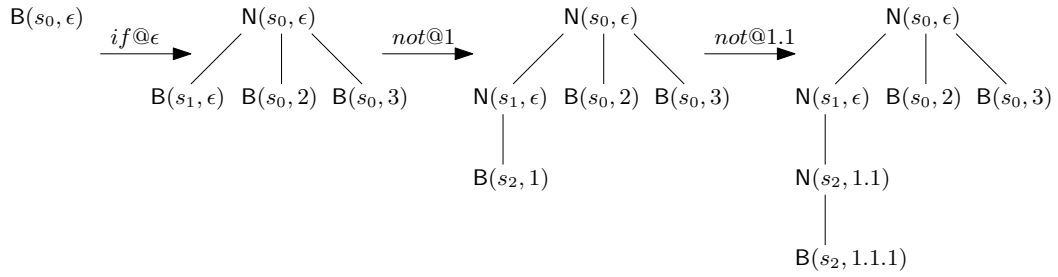 B(s₀, ϵ) if@ϵ N(s₀, ϵ) not@1 N(s₀, ϵ) not@1.1 N(s₀, ϵ)
B(s₁, ϵ) B(s₀, 2) B(s₀, 3) N(s₁, ϵ) B(s₀, 2) B(s₀, 3) N(s₁, ϵ) B(s₀, 2) B(s₀, 3)
B(s₂, 1) N(s₂, 1.1)
B(s₂, 1.1.1)